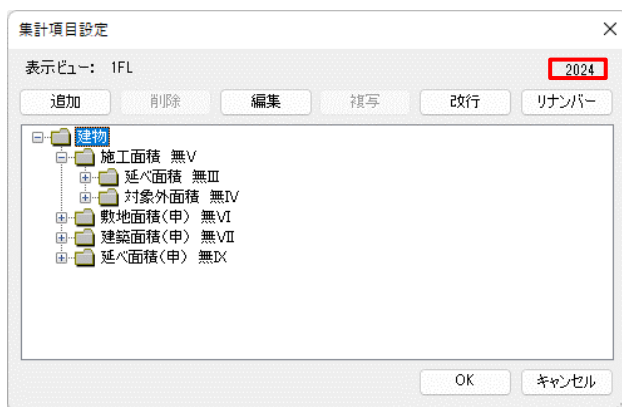 集計項目設定
表示ビュー: 1FL
2024
追加 削除 編集 複写 改行 リナンバー
建物
施工面積 無Ⅴ
延べ面積 無Ⅲ
対象外面積 無Ⅳ
敷地面積(申) 無Ⅵ
建築面積(申) 無Ⅶ
延べ面積(申) 無Ⅸ
OK キャンセル